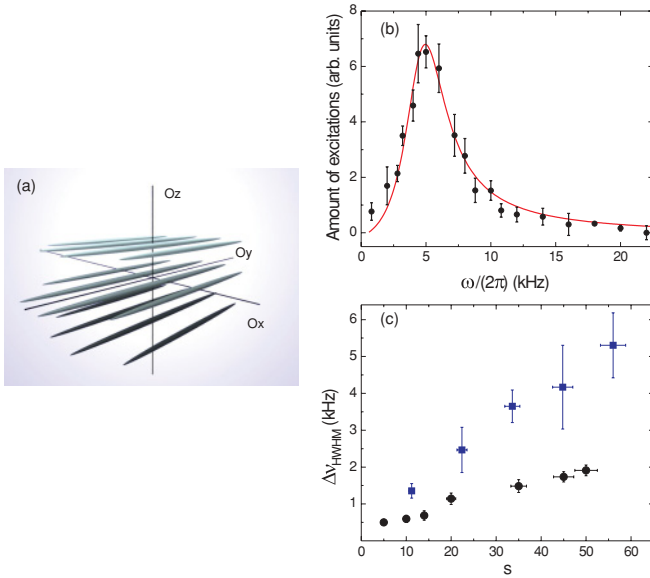 (a)
Oz
Oy
Ox
(b)
Amount of excitations (arb. units)
8
6
4
2
0
0 5 10 15 20
ω/(2π) (kHz)
(c)
Δν_HWHM (kHz)
6
5
4
3
2
1
0 10 20 30 40 50 60
s